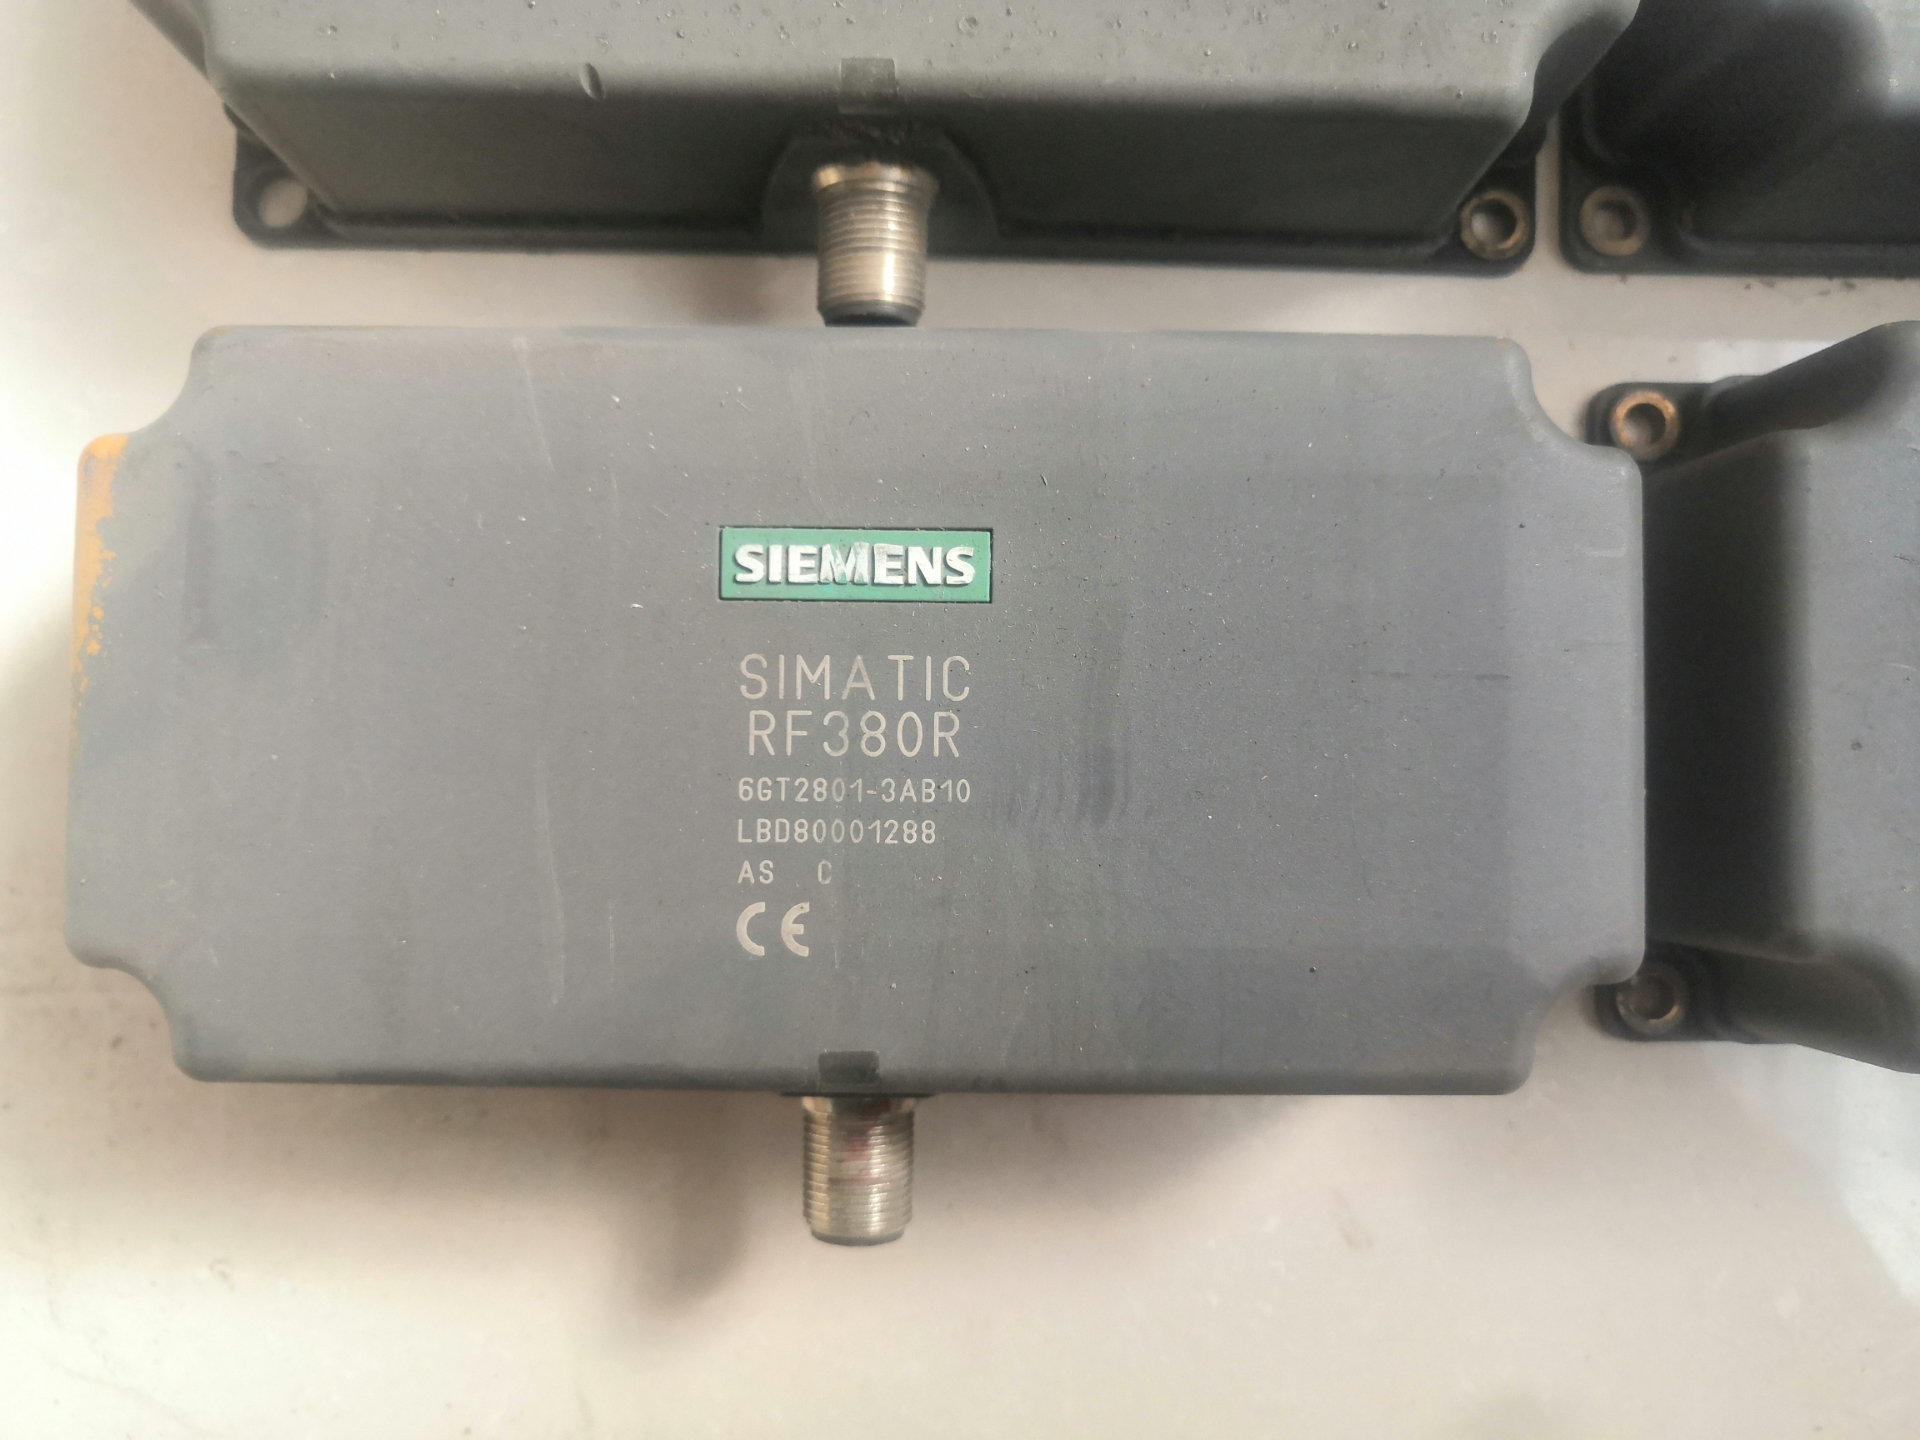 SIEMENS
SIMATIC
RF380R
6GT2801-3AB10
LBD80001288
AS C
CE